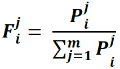 F_i^j = P_i^j / ∑_{j=1}^m P_i^j